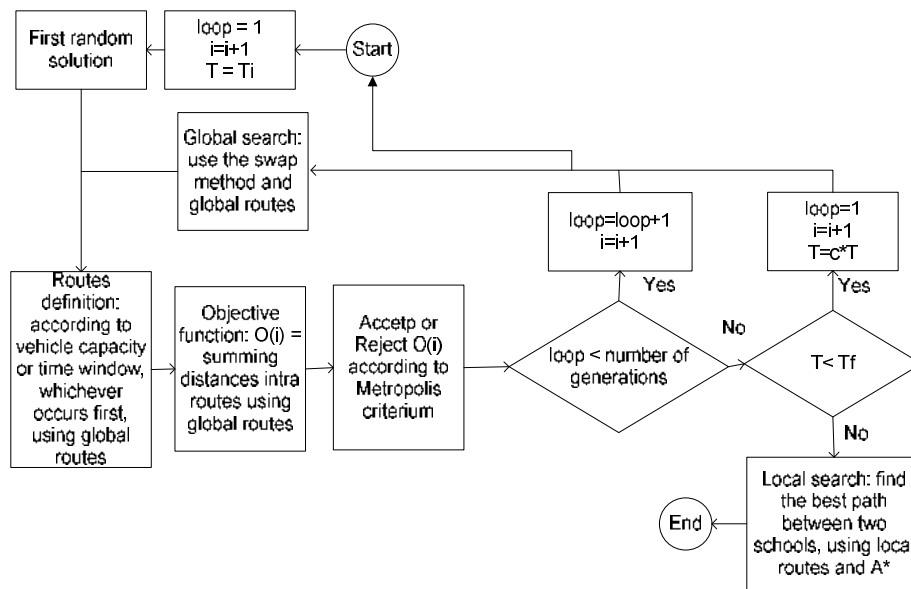 First random
solution
loop = 1
i=i+1
T = Ti
Start
Global search:
use the swap
method and
global routes
loop=loop+1
i=i+1
loop=1
i=i+1
T=c*T
Routes
definition:
according to
vehicle capacity
or time window,
whichever
occurs first,
using global
routes
Objective
function: O(i) =
summing
distances intra
routes using
global routes
Accetp or
Reject O(i)
according to
Metropolis
criterium
loop < number of
generations
Yes
No
T< Tf
Yes
No
Local search: find
the best path
between two
schools, using local
routes and A*
End